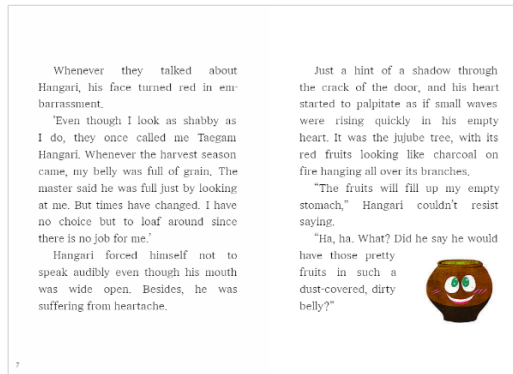 Whenever they talked about
Hangari, his face turned red in em-
barrassment.
'Even though I look as shabby as
I do, they once called me Taegam
Hangari. Whenever the harvest season
came, my belly was full of grain. The
master said he was full just by looking
at me. But times have changed. I have
no choice but to loaf around since
there is no job for me.'
Hangari forced himself not to
speak audibly even though his mouth
was wide open. Besides, he was
suffering from heartache.
7
Just a hint of a shadow through
the crack of the door, and his heart
started to palpitate as if small waves
were rising quickly in his empty
heart. It was the jujube tree, with its
red fruits looking like charcoal on
fire hanging all over its branches.
"The fruits will fill up my empty
stomach," Hangari couldn't resist
saying.
"Ha, ha. What? Did he say he would
have those pretty
fruits in such a
dust-covered, dirty
belly?"